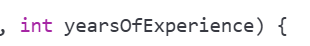 , int yearsOfExperience) {